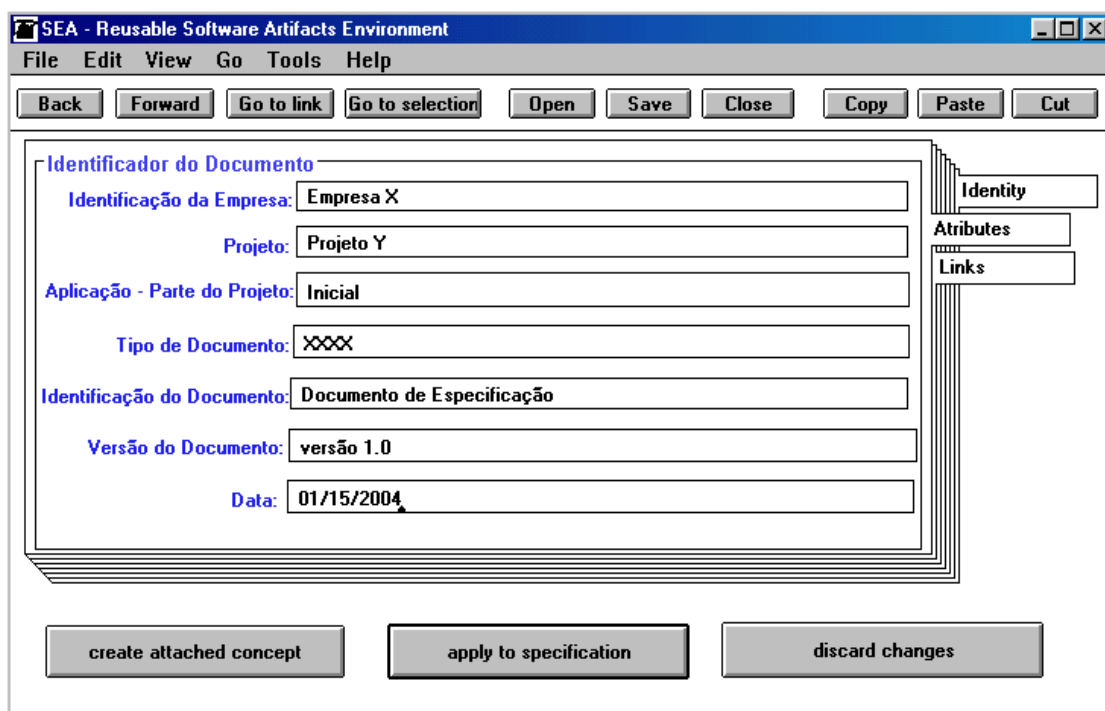 SEA - Reusable Software Artifacts Environment
File Edit View Go Tools Help
Back Forward Go to link Go to selection Open Save Close Copy Paste Cut
Identificador do Documento
Identificação da Empresa: Empresa X
Identity
Projeto: Projeto Y
Atributes
Links
Aplicação - Parte do Projeto: Inicial
Tipo de Documento: XXXX
Identificação do Documento: Documento de Especificação
Versão do Documento: versão 1.0
Data: 01/15/2004
create attached concept apply to specification discard changes